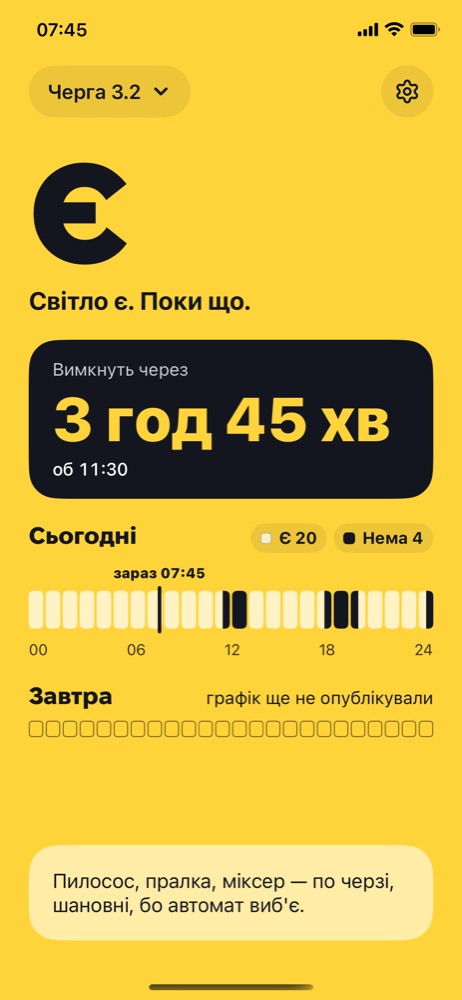 07:45
Черга 3.2
Є
Світло є. Поки що.
Вимкнуть через
3 год 45 хв
об 11:30
Сьогодні
Є 20
Нема 4
зараз 07:45
00 06 12 18 24
Завтра
графік ще не опублікували
Пилосос, пралка, міксер — по черзі,
шановні, бо автомат виб'є.